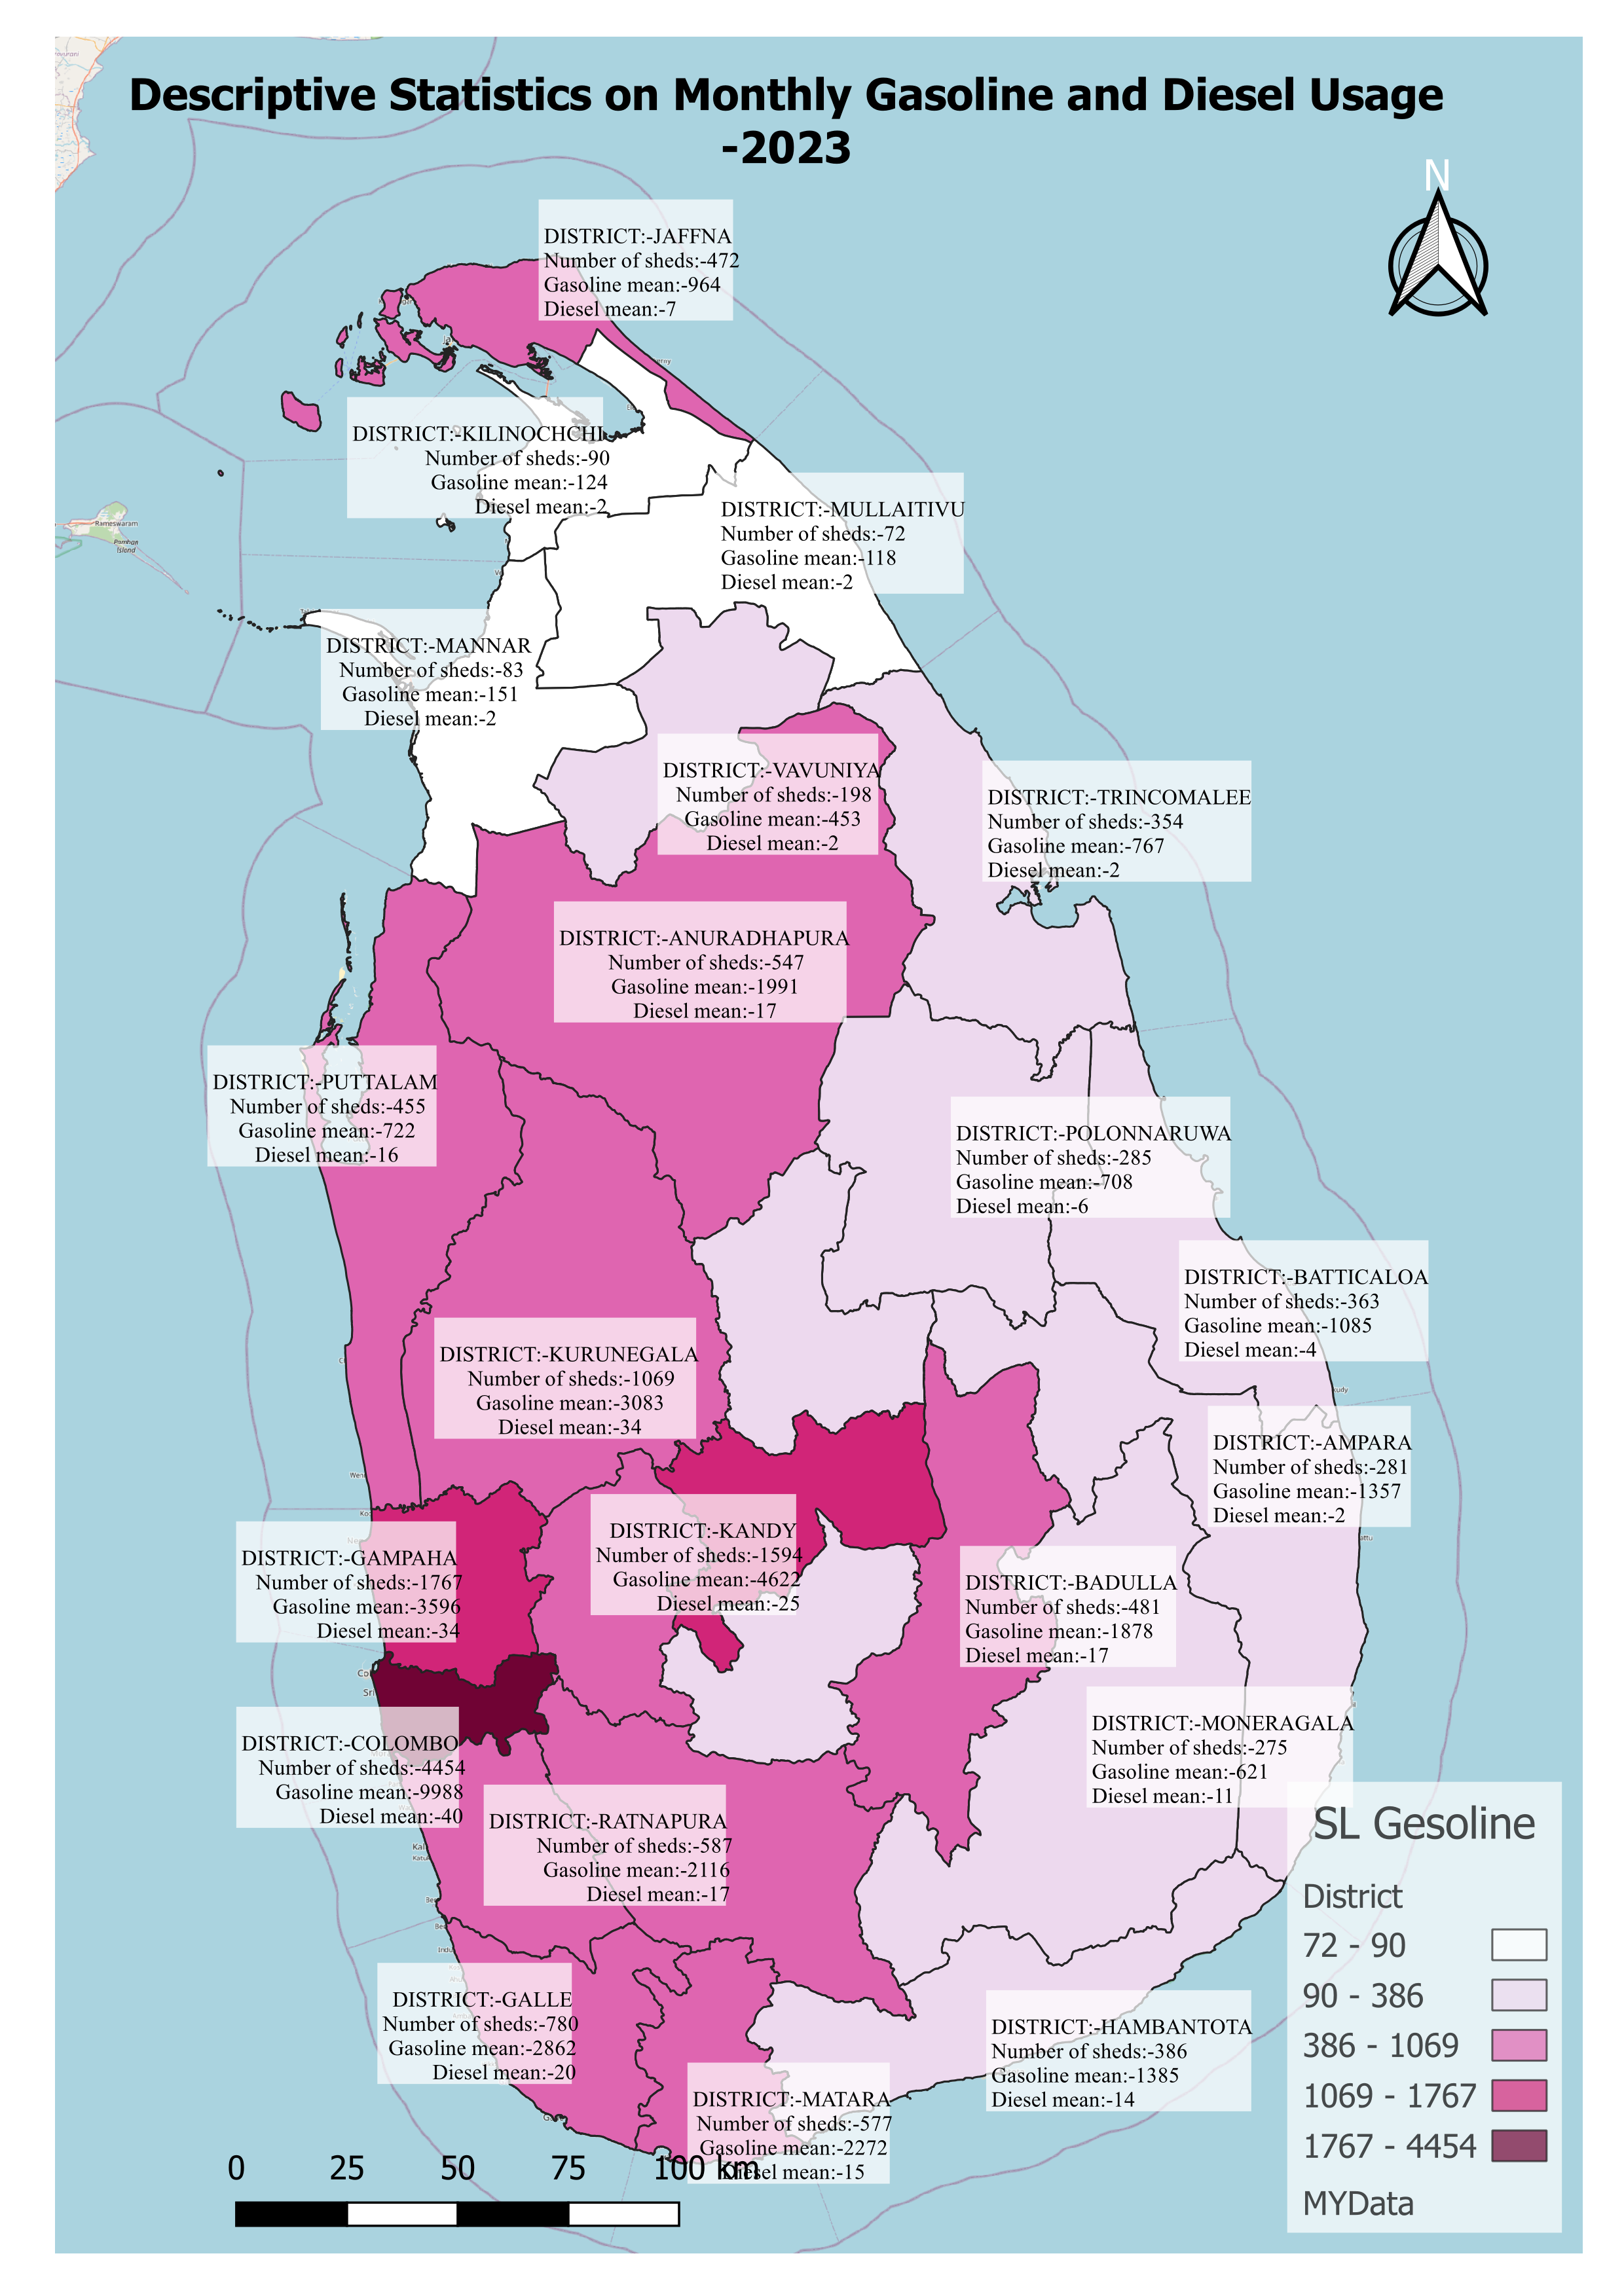 Descriptive Statistics on Monthly Gasoline and Diesel Usage
-2023
N
DISTRICT:-JAFFNA
Number of sheds:-472
Gasoline mean:-964
Diesel mean:-7
DISTRICT:-KILINOCHCHI
Number of sheds:-90
Gasoline mean:-124
Diesel mean:-2
DISTRICT:-MULLAITIVU
Number of sheds:-72
Gasoline mean:-118
Diesel mean:-2
Rameswaram
Pamban
Island
DISTRICT:-MANNAR
Number of sheds:-83
Gasoline mean:-151
Diesel mean:-2
DISTRICT:-VAVUNIYA
Number of sheds:-198
Gasoline mean:-453
Diesel mean:-2
DISTRICT:-TRINCOMALEE
Number of sheds:-354
Gasoline mean:-767
Diesel mean:-2
DISTRICT:-ANURADHAPURA
Number of sheds:-547
Gasoline mean:-1991
Diesel mean:-17
DISTRICT:-PUTTALAM
Number of sheds:-455
Gasoline mean:-722
Diesel mean:-16
DISTRICT:-POLONNARUWA
Number of sheds:-285
Gasoline mean:-708
Diesel mean:-6
DISTRICT:-BATTICALOA
Number of sheds:-363
Gasoline mean:-1085
Diesel mean:-4
DISTRICT:-KURUNEGALA
Number of sheds:-1069
Gasoline mean:-3083
Diesel mean:-34
DISTRICT:-AMPARA
Number of sheds:-281
Gasoline mean:-1357
Diesel mean:-2
DISTRICT:-KANDY
Number of sheds:-1594
Gasoline mean:-4622
Diesel mean:-25
DISTRICT:-GAMPAHA
Number of sheds:-1767
Gasoline mean:-3596
Diesel mean:-34
DISTRICT:-BADULLA
Number of sheds:-481
Gasoline mean:-1878
Diesel mean:-17
DISTRICT:-COLOMBO
Number of sheds:-4454
Gasoline mean:-9988
Diesel mean:-40
DISTRICT:-MONERAGALA
Number of sheds:-275
Gasoline mean:-621
Diesel mean:-11
DISTRICT:-RATNAPURA
Number of sheds:-587
Gasoline mean:-2116
Diesel mean:-17
DISTRICT:-GALLE
Number of sheds:-780
Gasoline mean:-2862
Diesel mean:-20
DISTRICT:-HAMBANTOTA
Number of sheds:-386
Gasoline mean:-1385
Diesel mean:-14
DISTRICT:-MATARA
Number of sheds:-577
Gasoline mean:-2272
Diesel mean:-15
SL Gesoline
District
72 - 90
90 - 386
386 - 1069
1069 - 1767
1767 - 4454
MYData
0 25 50 75 100 km